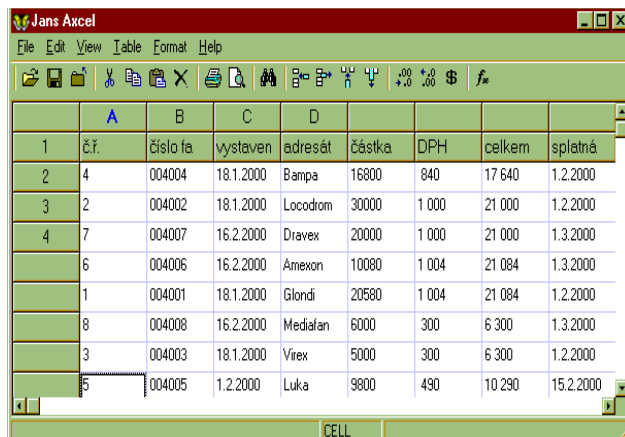 Jans Axcel
File Edit View Table Format Help
A B C D
1 č.ř. číslo fa vystaven adresát částka DPH celkem splatná
2 4 004004 18.1.2000 Bampa 16800 840 17 640 1.2.2000
3 2 004002 18.1.2000 Locodrom 30000 1 000 21 000 1.2.2000
4 7 004007 16.2.2000 Dravex 20000 1 000 21 000 1.3.2000
6 004006 16.2.2000 Amexon 10080 1 004 21 084 1.3.2000
1 004001 18.1.2000 Glondi 20580 1 004 21 084 1.2.2000
8 004008 16.2.2000 Mediafan 6000 300 6 300 1.3.2000
3 004003 18.1.2000 Virex 5000 300 6 300 1.2.2000
5 004005 1.2.2000 Luka 9800 490 10 290 15.2.2000
CELL